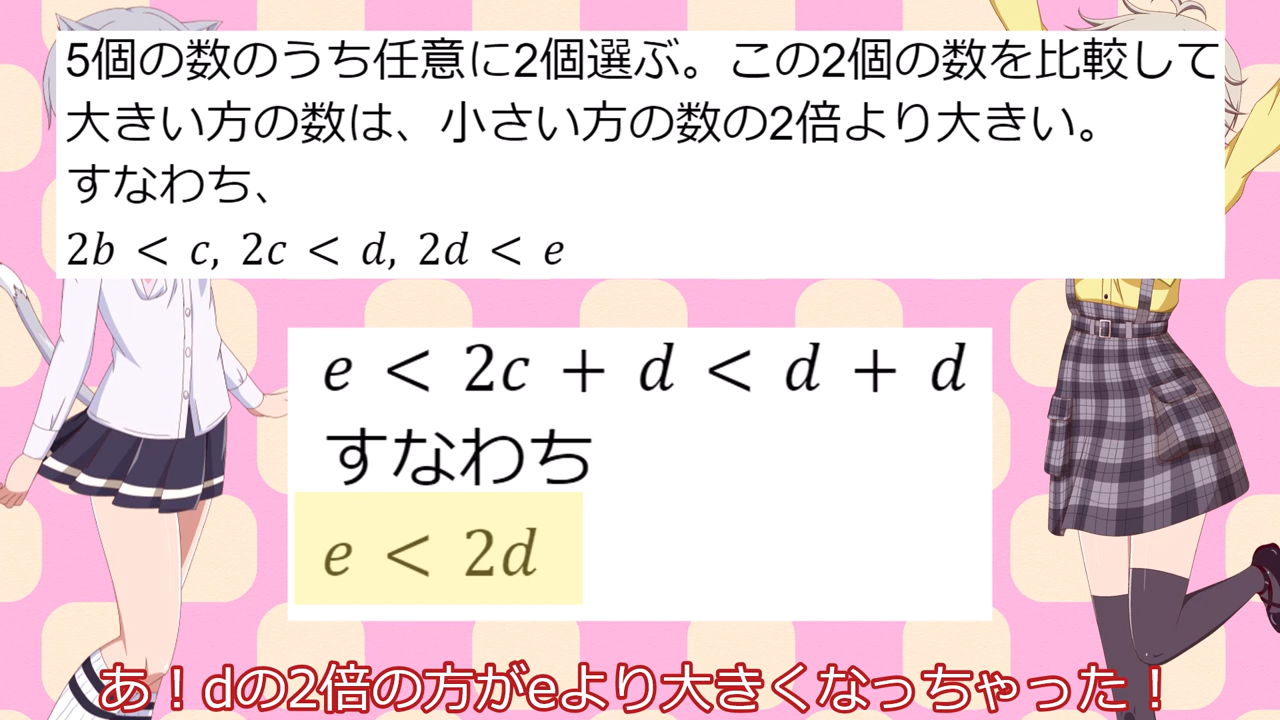 5個の数のうち任意に2個選ぶ。この2個の数を比較して
大きい方の数は、小さい方の数の2倍より大きい。
すなわち、
2b < c, 2c < d, 2d < e
e < 2c + d < d + d
すなわち
e < 2d
あ！dの2倍の方がeより大きくなっちゃった！